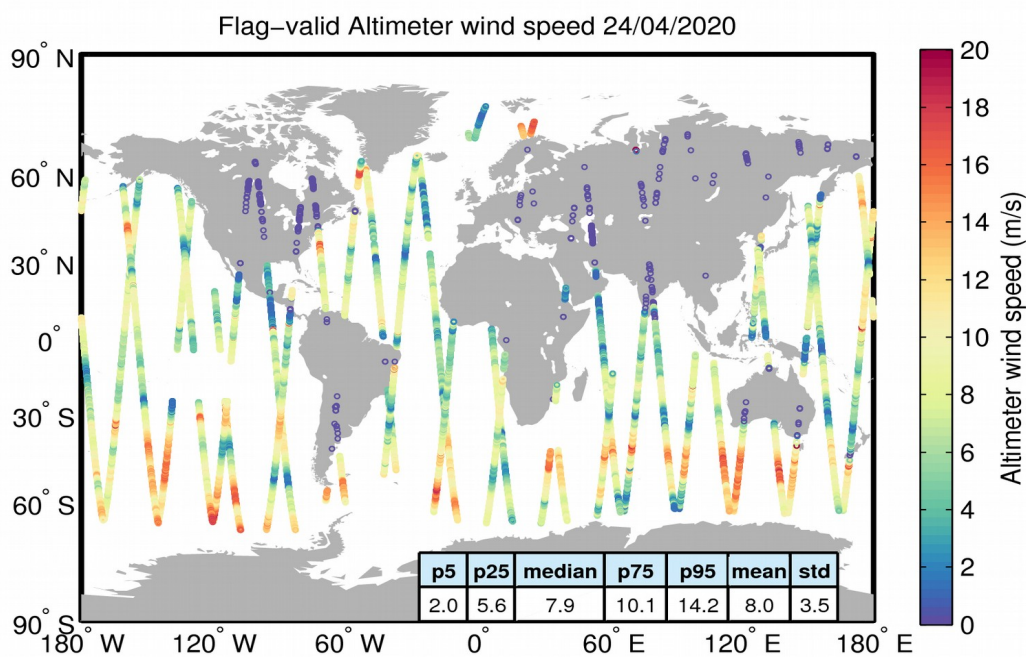 Flag−valid Altimeter wind speed 24/04/2020
90° N
60° N
30° N
0°
30° S
60° S
90° S
180° W
120° W
60° W
0°
60° E
120° E
180° E
p5 p25 median p75 p95 mean std
2.0 5.6 7.9 10.1 14.2 8.0 3.5
20
18
16
14
12
10
8
6
4
2
0
Altimeter wind speed (m/s)